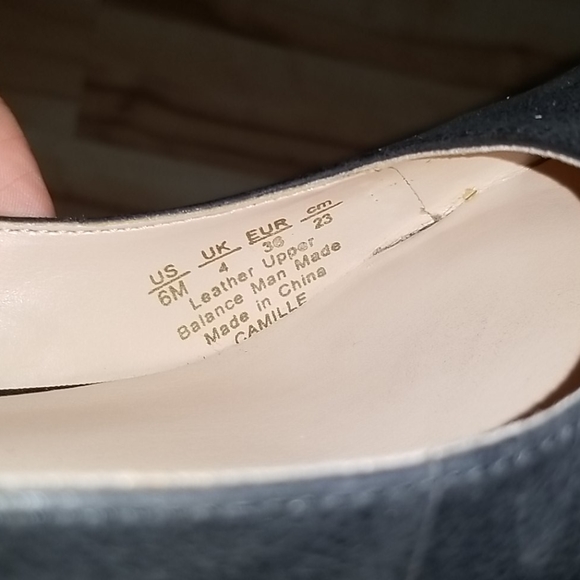 US UK EUR cm
6M 4 36 23
Leather Upper
Balance Man Made
Made in China
CAMILLE